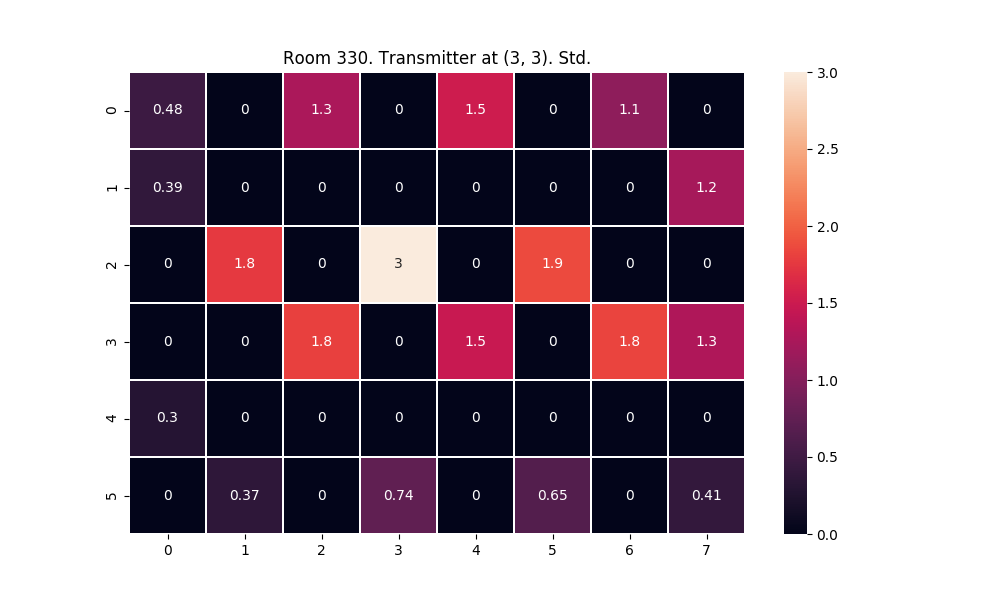 Room 330. Transmitter at (3, 3). Std.
0 0.48 0 1.3 0 1.5 0 1.1 0
1 0.39 0 0 0 0 0 0 1.2
2 0 1.8 0 3 0 1.9 0 0
3 0 0 1.8 0 1.5 0 1.8 1.3
4 0.3 0 0 0 0 0 0 0
5 0 0.37 0 0.74 0 0.65 0 0.41
0 1 2 3 4 5 6 7
3.0
2.5
2.0
1.5
1.0
0.5
0.0